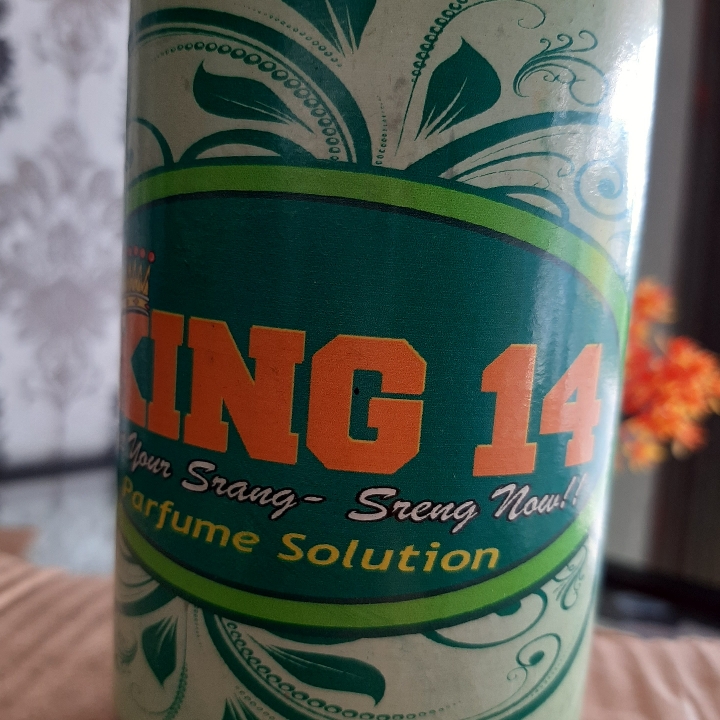 KING 14
Your Srang- Sreng Now!!
Parfume Solution